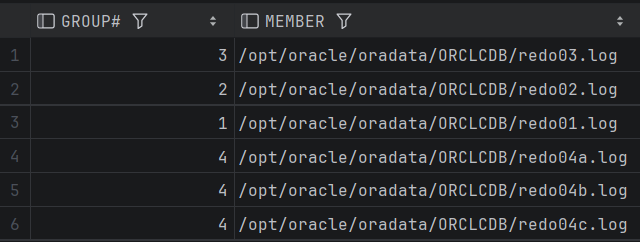 GROUP# MEMBER
1 3 /opt/oracle/oradata/ORCLCDB/redo03.log
2 2 /opt/oracle/oradata/ORCLCDB/redo02.log
3 1 /opt/oracle/oradata/ORCLCDB/redo01.log
4 4 /opt/oracle/oradata/ORCLCDB/redo04a.log
5 4 /opt/oracle/oradata/ORCLCDB/redo04b.log
6 4 /opt/oracle/oradata/ORCLCDB/redo04c.log